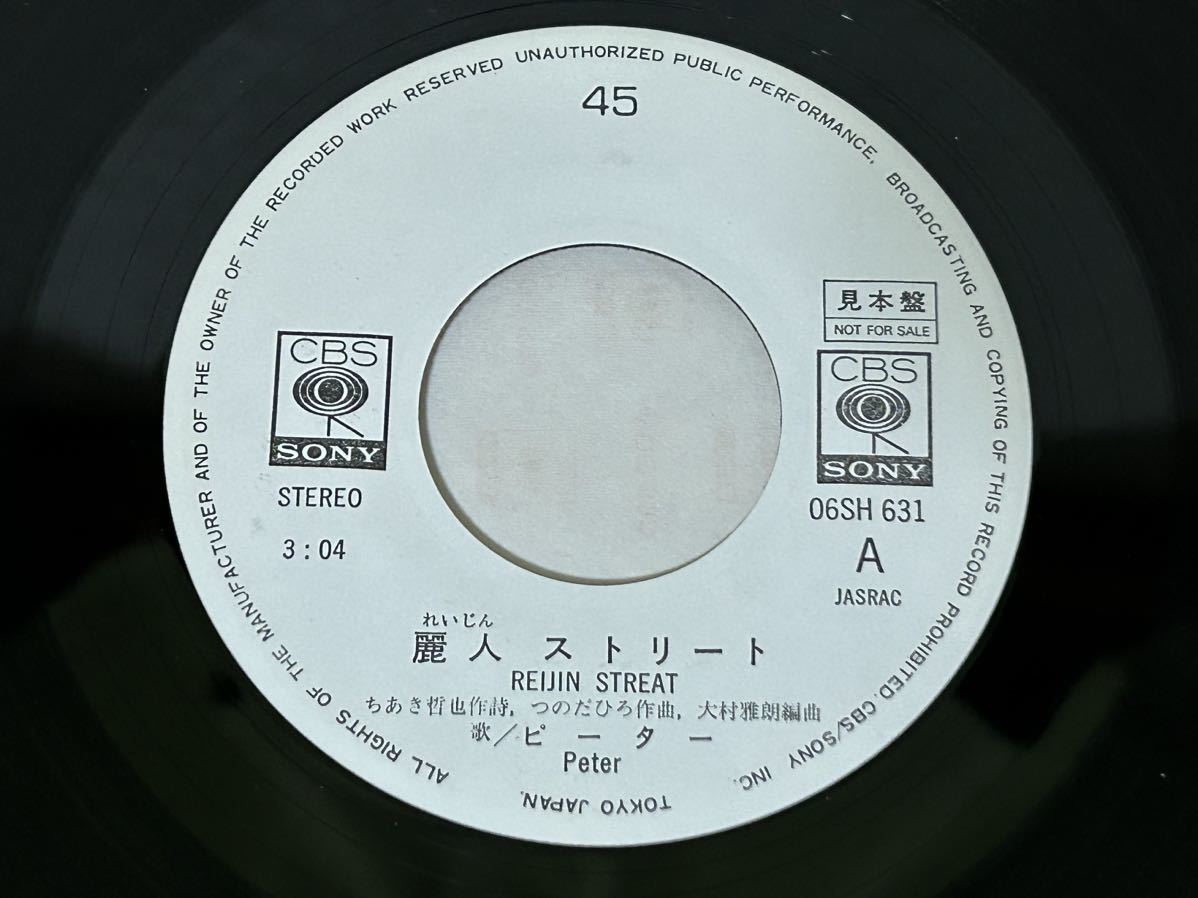 ALL RIGHTS OF THE MANUFACTURER AND OF THE OWNER OF THE RECORDED WORK RESERVED UNAUTHORIZED PUBLIC PERFORMANCE, BROADCASTING AND COPYING OF THIS RECORD PROHIBITED. CBS/SONY INC.
TOKYO JAPAN.
45
見本盤
NOT FOR SALE
CBS
SONY
STEREO
3:04
CBS
SONY
06SH 631
A
JASRAC
れいじん
麗人 ストリート
REIJIN STREAT
ちあき哲也作詩, つのだひろ作曲, 大村雅朗編曲
歌/ピーター
Peter